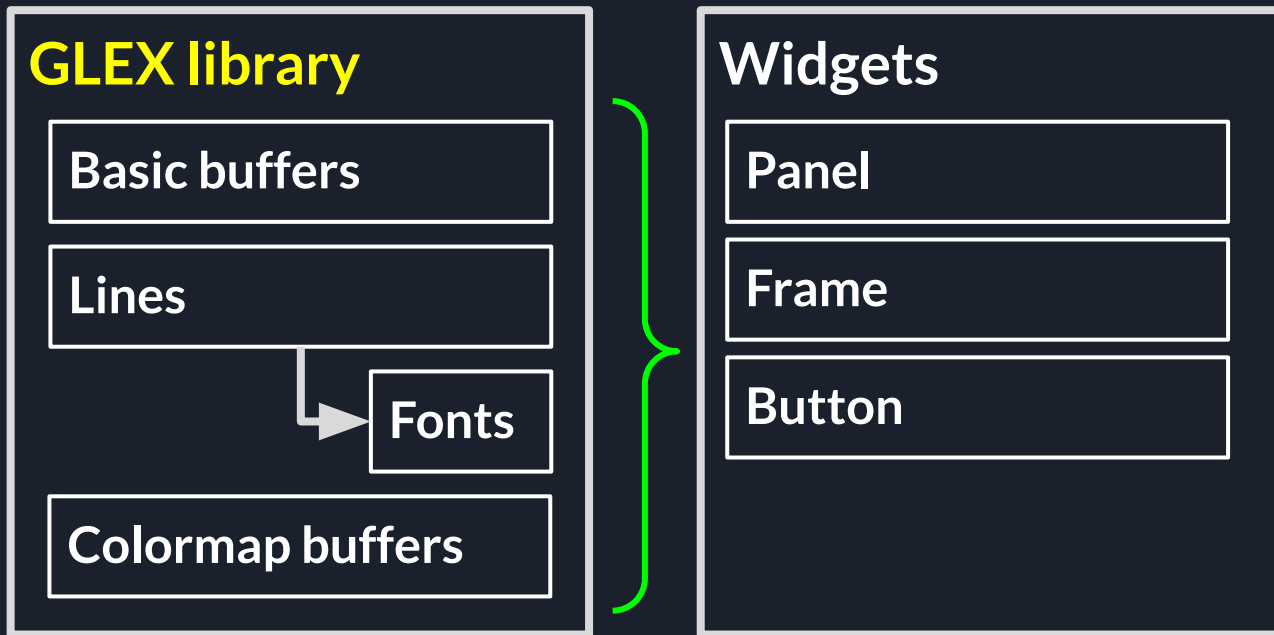 GLEX library
Basic buffers
Lines
Fonts
Colormap buffers
Widgets
Panel
Frame
Button